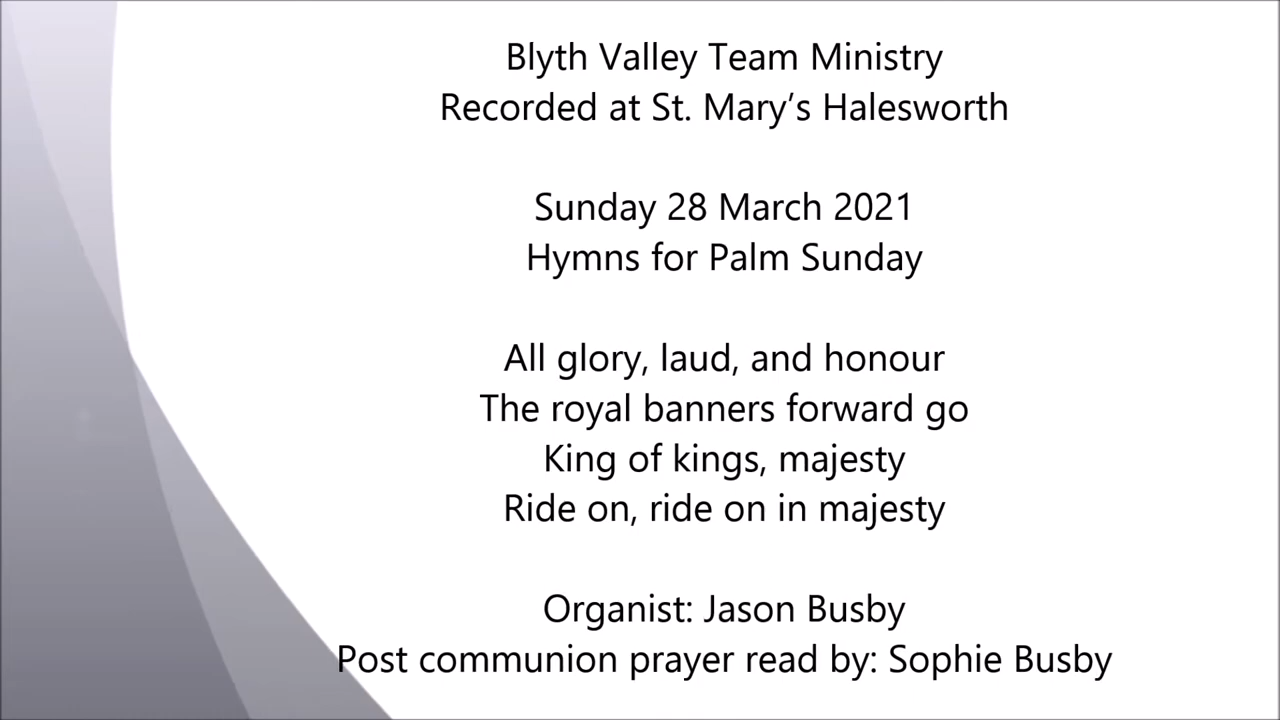 Blyth Valley Team Ministry
Recorded at St. Mary’s Halesworth
Sunday 28 March 2021
Hymns for Palm Sunday
All glory, laud, and honour
The royal banners forward go
King of kings, majesty
Ride on, ride on in majesty
Organist: Jason Busby
Post communion prayer read by: Sophie Busby